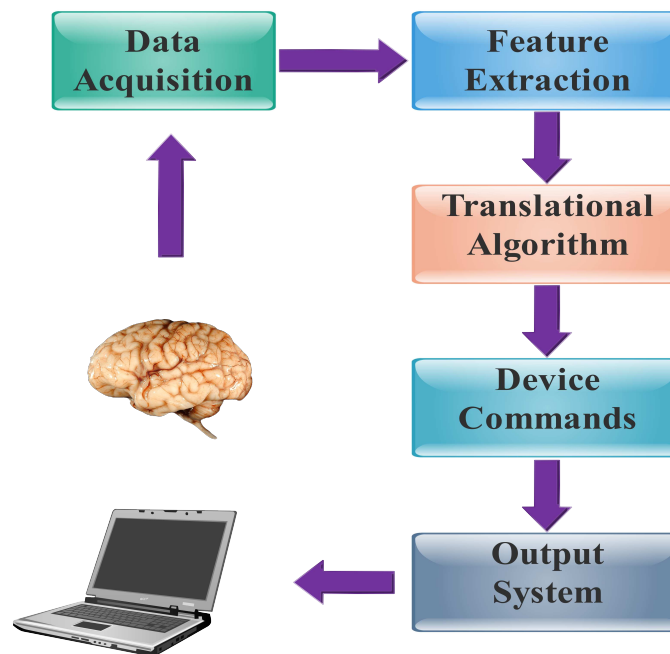 Data
Acquisition
Feature
Extraction
Translational
Algorithm
Device
Commands
Output
System